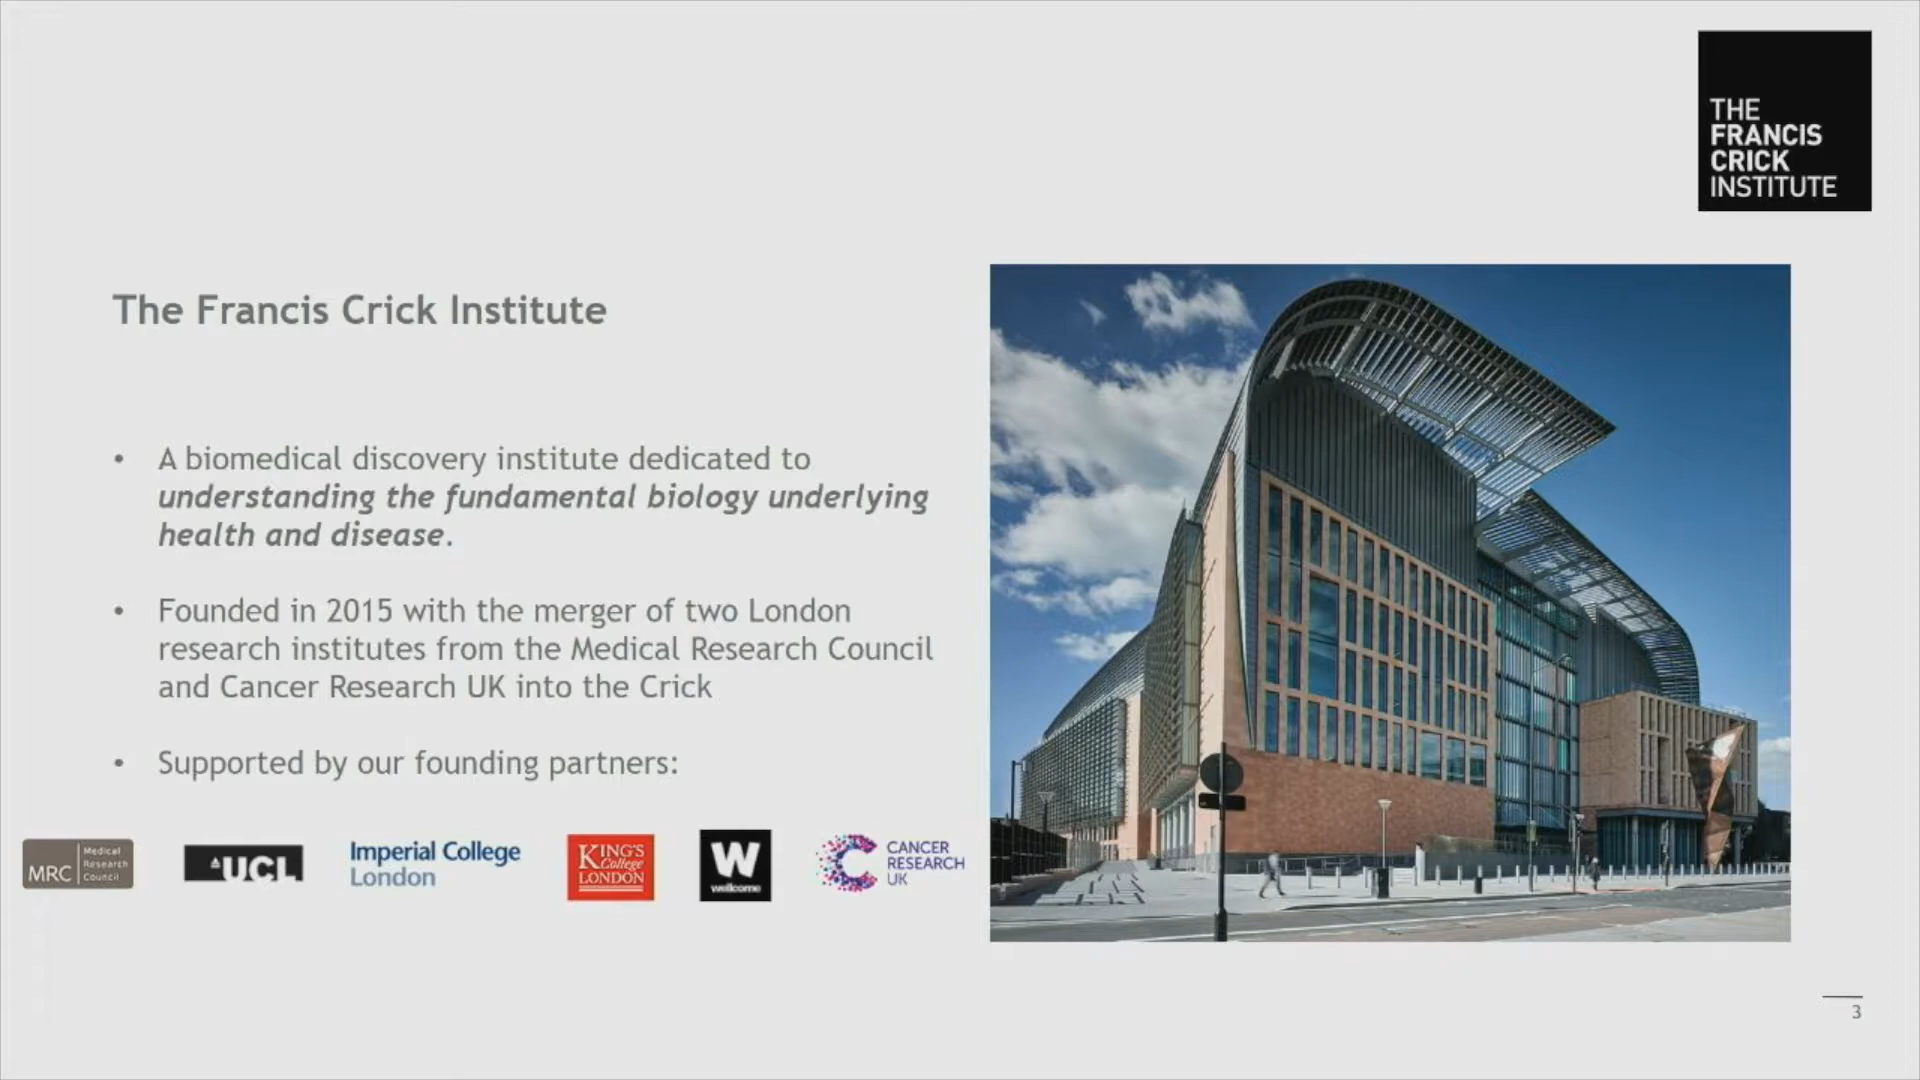 THE
FRANCIS
CRICK
INSTITUTE
The Francis Crick Institute
• A biomedical discovery institute dedicated to
understanding the fundamental biology underlying
health and disease.
• Founded in 2015 with the merger of two London
research institutes from the Medical Research Council
and Cancer Research UK into the Crick
• Supported by our founding partners:
MRC Medical
Research
Council
UCL
Imperial College
London
KING'S
College
LONDON
W
wellcome
CANCER
RESEARCH
UK
3